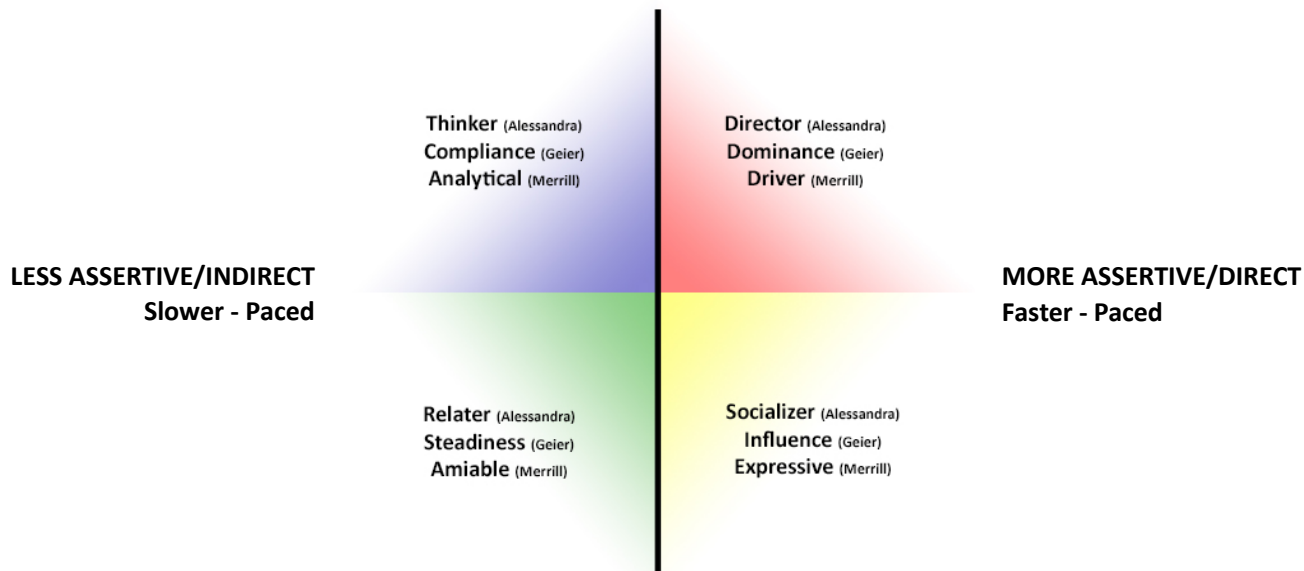 Thinker (Alessandra)
Compliance (Geier)
Analytical (Merrill)
Director (Alessandra)
Dominance (Geier)
Driver (Merrill)
LESS ASSERTIVE/INDIRECT
Slower - Paced
MORE ASSERTIVE/DIRECT
Faster - Paced
Relater (Alessandra)
Steadiness (Geier)
Amiable (Merrill)
Socializer (Alessandra)
Influence (Geier)
Expressive (Merrill)